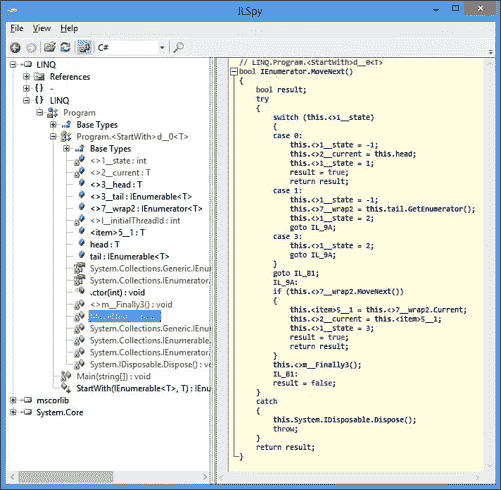 ILSpy
File View Help
C#
LINQ
References
-
LINQ
Program
Base Types
Program.<StartWith>d__0<T>
Base Types
<>1__state : int
<>2__current : T
<>3__head : T
<>3__tail : IEnumerable<T>
<>7__wrap2 : IEnumerator<T>
<>l__initialThreadId : int
<item>5__1 : T
head : T
tail : IEnumerable<T>
System.Collections.Generic.IEnum
System.Collections.IEnumerator.
.ctor(int) : void
<>m__Finally3() : void
System.Collections.Generic.IEnum
System.Collections.IEnumerable.
System.Collections.IEnumerator.
System.IDisposable.Dispose() : vo
Main(string[]) : void
StartWith(IEnumerable<T>, T) : IEnu
mscorlib
System.Core
// LINQ.Program.<StartWith>d__0<T>
bool IEnumerator.MoveNext()
{
bool result;
try
{
switch (this.<>1__state)
{
case 0:
this.<>1__state = -1;
this.<>2__current = this.head;
this.<>1__state = 1;
result = true;
return result;
case 1:
this.<>1__state = -1;
this.<>7__wrap2 = this.tail.GetEnumerator();
this.<>1__state = 2;
goto IL_9A;
case 3:
this.<>1__state = 2;
goto IL_9A;
}
goto IL_B1;
IL_9A:
if (this.<>7__wrap2.MoveNext())
{
this.<item>5__1 = this.<>7__wrap2.Current;
this.<>2__current = this.<item>5__1;
this.<>1__state = 3;
result = true;
return result;
}
this.<>m__Finally3();
IL_B1:
result = false;
}
catch
{
this.System.IDisposable.Dispose();
throw;
}
return result;
}